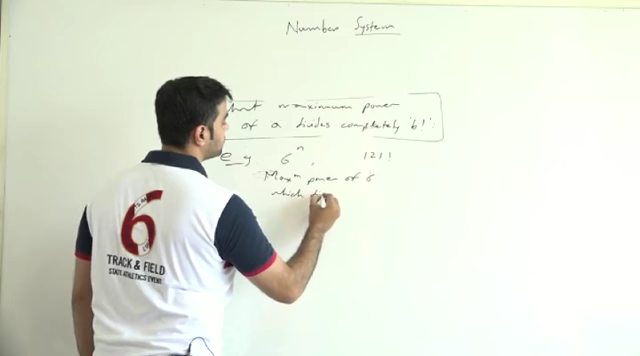 Number System
maximum power
of a divides completely 'b!'.
e.g. 6ⁿ. 121!
Maxᵐ power of 6
which
6
TRACK & FIELD
STATE ATHLETICS EVENT